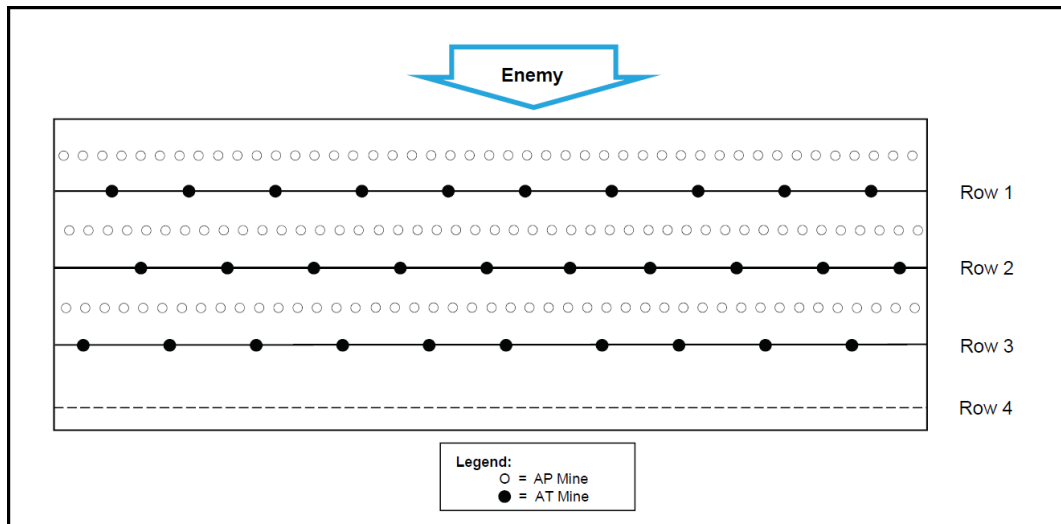 Enemy
Row 1
Row 2
Row 3
Row 4
Legend:
O = AP Mine
● = AT Mine